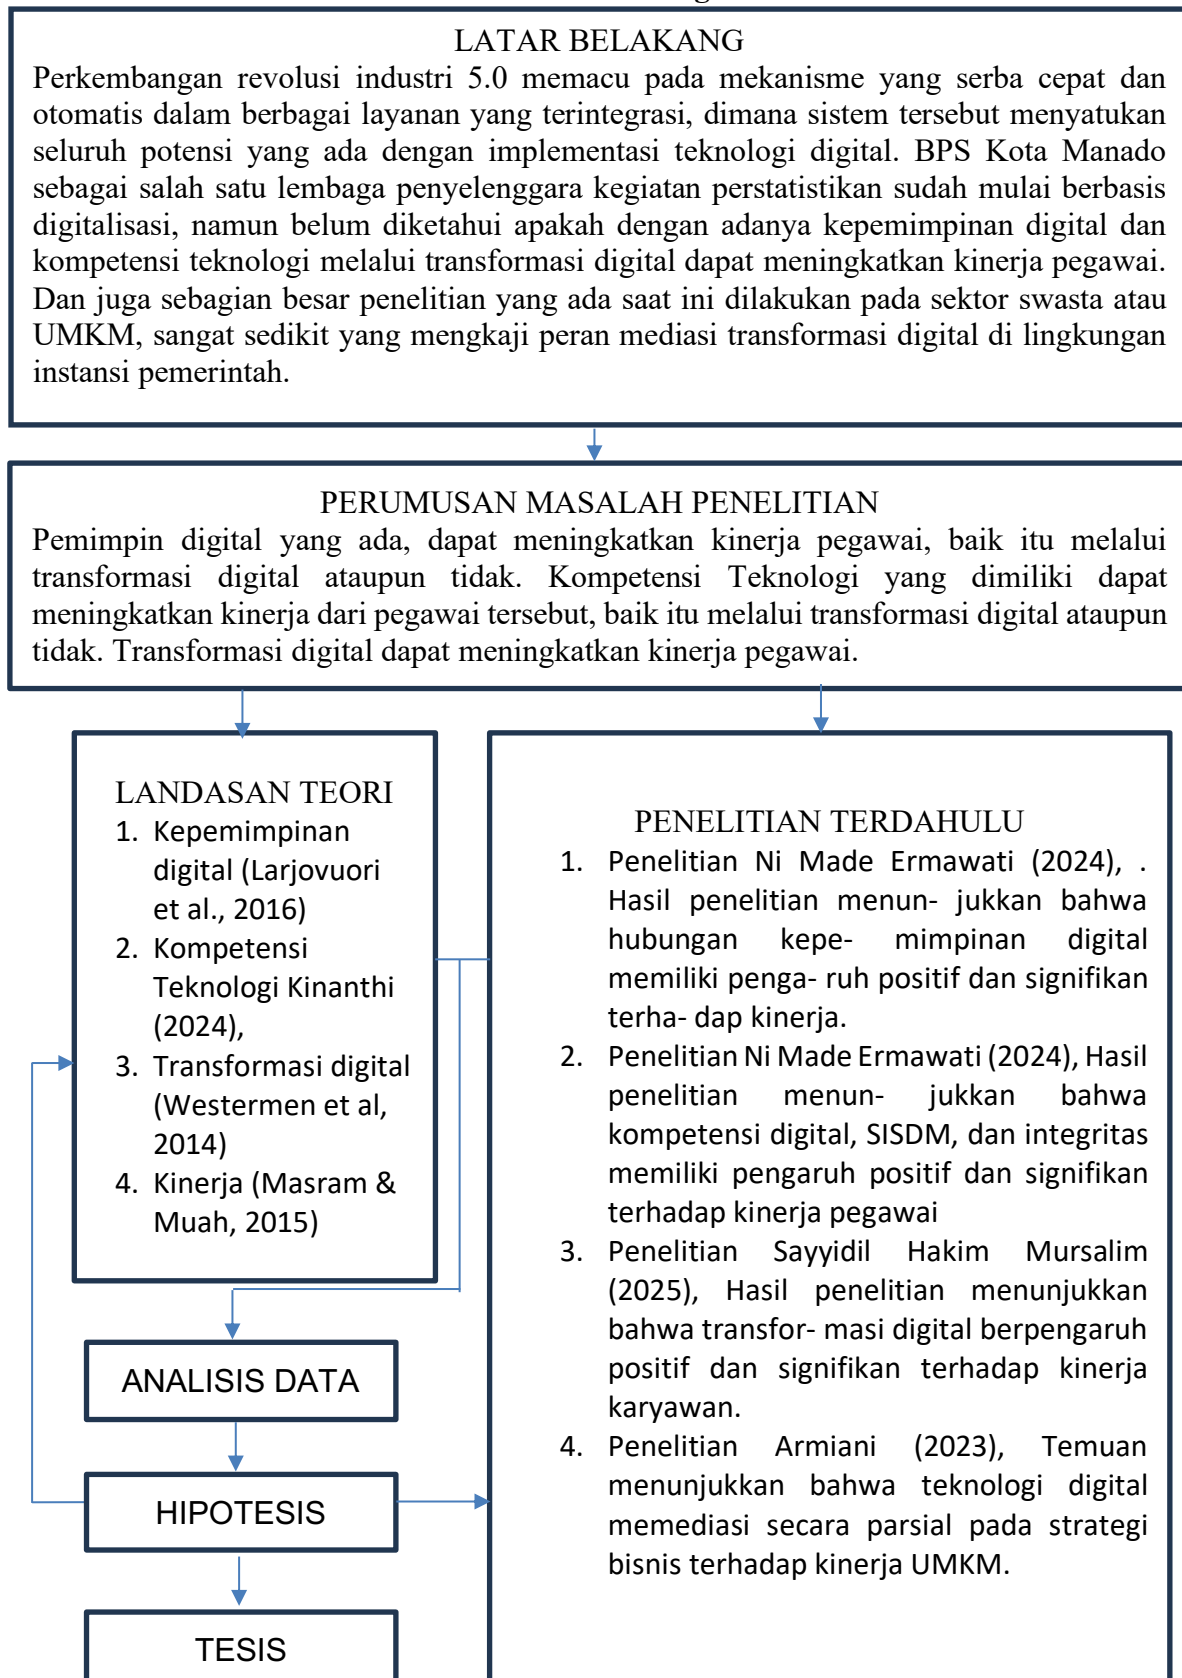 LATAR BELAKANG
Perkembangan revolusi industri 5.0 memacu pada mekanisme yang serba cepat dan
otomatis dalam berbagai layanan yang terintegrasi, dimana sistem tersebut menyatukan
seluruh potensi yang ada dengan implementasi teknologi digital. BPS Kota Manado
sebagai salah satu lembaga penyelenggara kegiatan perstatistikan sudah mulai berbasis
digitalisasi, namun belum diketahui apakah dengan adanya kepemimpinan digital dan
kompetensi teknologi melalui transformasi digital dapat meningkatkan kinerja pegawai.
Dan juga sebagian besar penelitian yang ada saat ini dilakukan pada sektor swasta atau
UMKM, sangat sedikit yang mengkaji peran mediasi transformasi digital di lingkungan
instansi pemerintah.
PERUMUSAN MASALAH PENELITIAN
Pemimpin digital yang ada, dapat meningkatkan kinerja pegawai, baik itu melalui
transformasi digital ataupun tidak. Kompetensi Teknologi yang dimiliki dapat
meningkatkan kinerja dari pegawai tersebut, baik itu melalui transformasi digital ataupun
tidak. Transformasi digital dapat meningkatkan kinerja pegawai.
LANDASAN TEORI
1. Kepemimpinan
digital (Larjovuori
et al., 2016)
2. Kompetensi
Teknologi Kinanthi
(2024),
3. Transformasi digital
(Westermen et al,
2014)
4. Kinerja (Masram &
Muah, 2015)
PENELITIAN TERDAHULU
1. Penelitian Ni Made Ermawati (2024), .
Hasil penelitian menun- jukkan bahwa
hubungan kepe- mimpinan digital
memiliki penga- ruh positif dan signifikan
terha- dap kinerja.
2. Penelitian Ni Made Ermawati (2024), Hasil
penelitian menun- jukkan bahwa
kompetensi digital, SISDM, dan integritas
memiliki pengaruh positif dan signifikan
terhadap kinerja pegawai
3. Penelitian Sayyidil Hakim Mursalim
(2025), Hasil penelitian menunjukkan
bahwa transfor- masi digital berpengaruh
positif dan signifikan terhadap kinerja
karyawan.
4. Penelitian Armiani (2023), Temuan
menunjukkan bahwa teknologi digital
memediasi secara parsial pada strategi
bisnis terhadap kinerja UMKM.
ANALISIS DATA
HIPOTESIS
TESIS